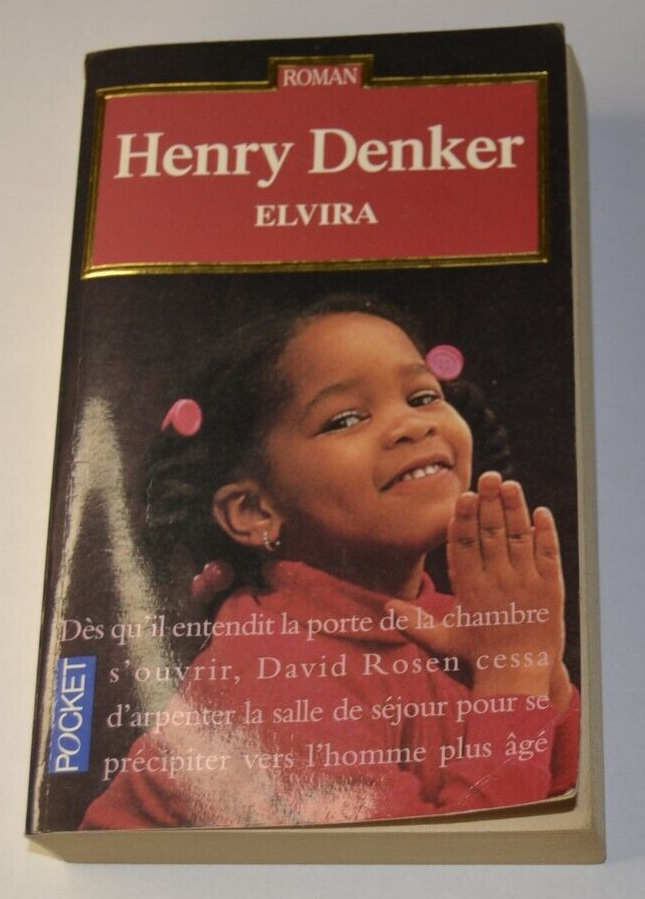 ROMAN
Henry Denker
ELVIRA
Dès qu'il entendit la porte de la chambre
s'ouvrir, David Rosen cessa
d'arpenter la salle de séjour pour se
précipiter vers l'homme plus âgé
POCKET